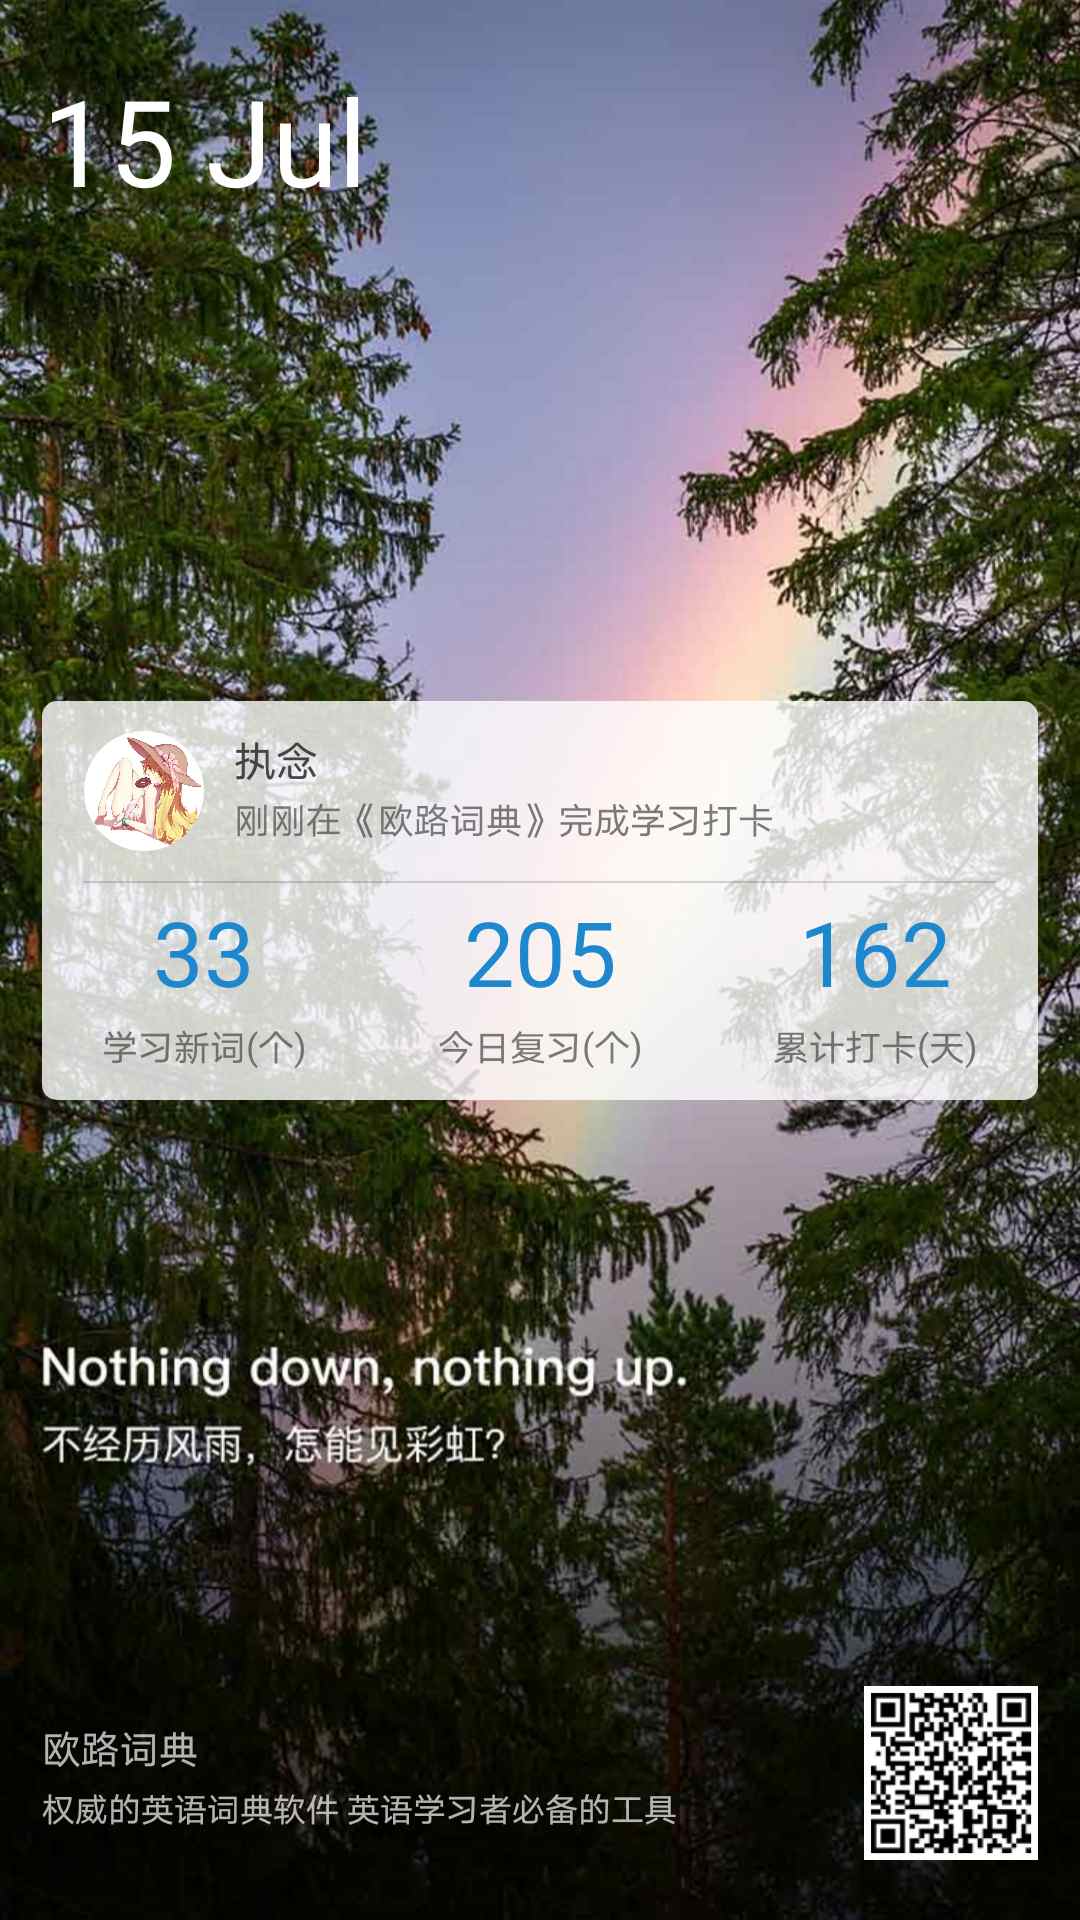 15 Jul
执念
刚刚在《欧路词典》完成学习打卡
33 205 162
学习新词(个) 今日复习(个) 累计打卡(天)
Nothing down, nothing up.
不经历风雨，怎能见彩虹?
欧路词典
权威的英语词典软件 英语学习者必备的工具